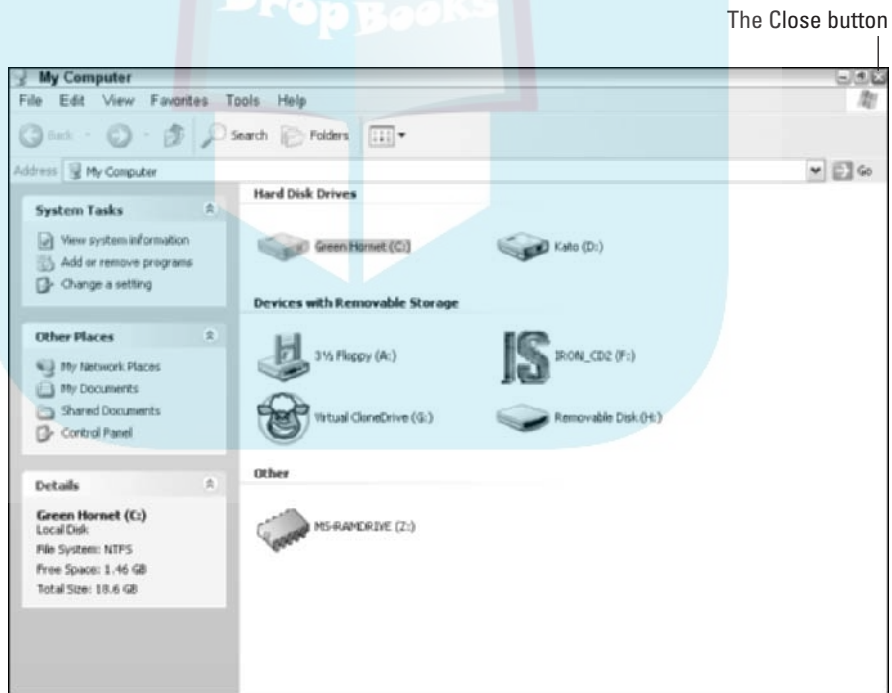 DropBooks
The Close button
My Computer
File Edit View Favorites Tools Help
Back Search Folders
Address My Computer Go
System Tasks
View system information
Add or remove programs
Change a setting
Other Places
My Network Places
My Documents
Shared Documents
Control Panel
Details
Green Hornet (C:)
Local Disk
File System: NTFS
Free Space: 1.46 GB
Total Size: 18.6 GB
Hard Disk Drives
Green Hornet (C:) Kato (D:)
Devices with Removable Storage
3½ Floppy (A:) IS IRON_CD2 (F:)
Virtual CloneDrive (G:) Removable Disk (H:)
Other
MS-RAMDRIVE (Z:)